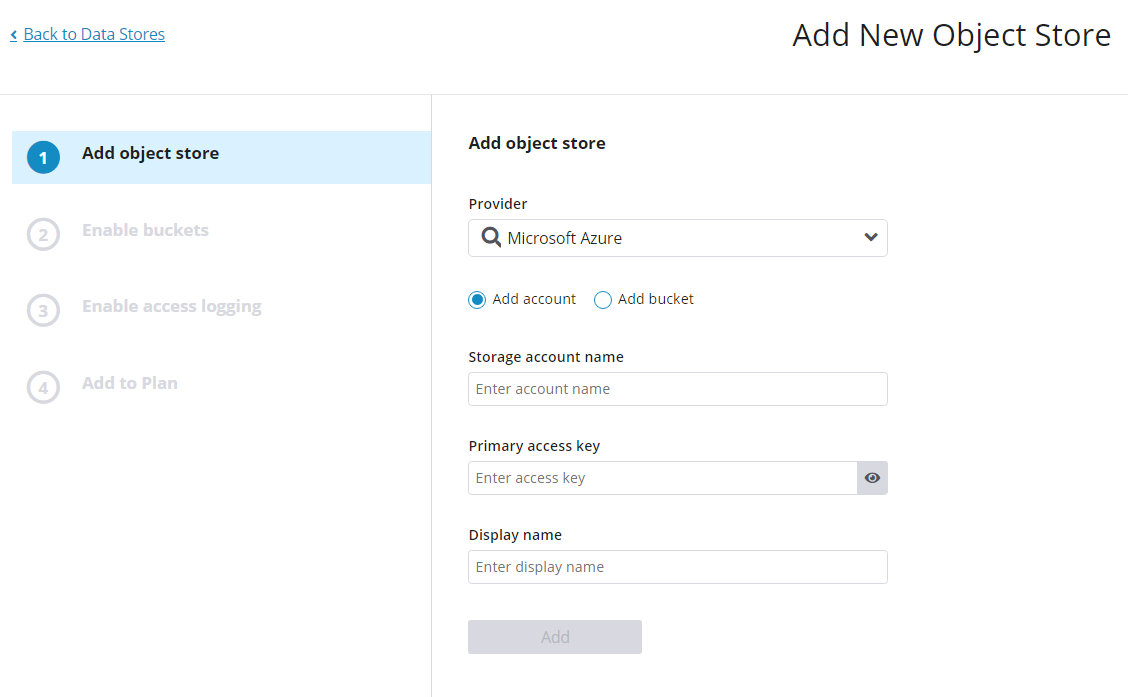 ‹ Back to Data Stores
Add New Object Store
1 Add object store
2 Enable buckets
3 Enable access logging
4 Add to Plan
Add object store
Provider
Microsoft Azure
Add account Add bucket
Storage account name
Enter account name
Primary access key
Enter access key
Display name
Enter display name
Add